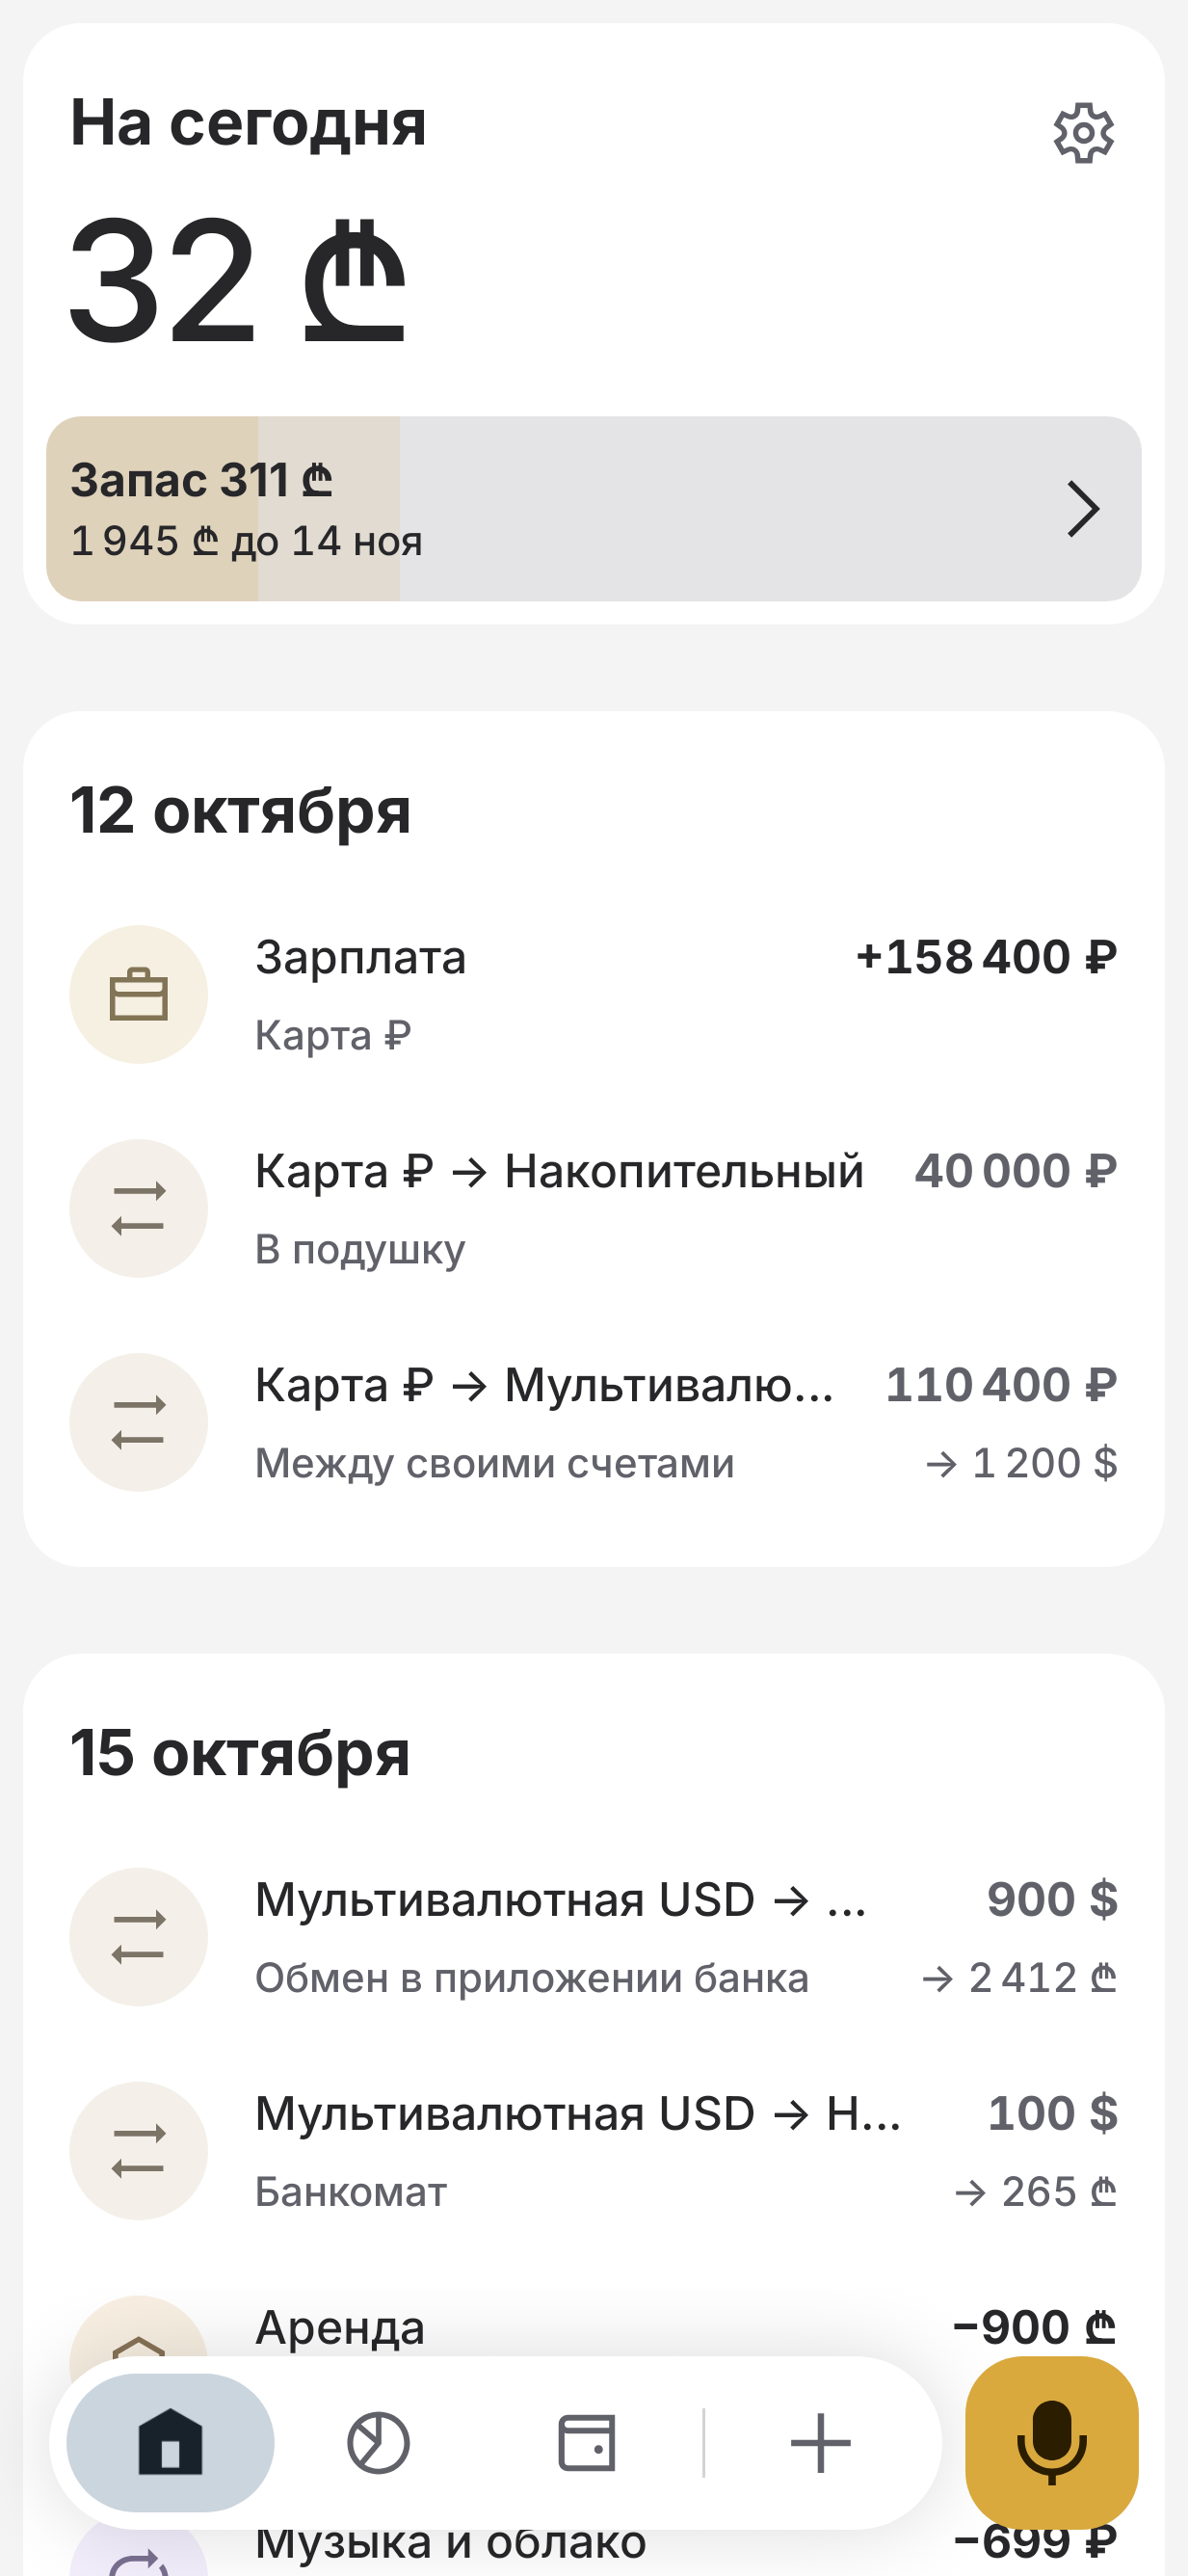 На сегодня
32 ₾
Запас 311 ₾
1 945 ₾ до 14 ноя
12 октября
Зарплата +158 400 ₽
Карта ₽
Карта ₽ → Накопительный 40 000 ₽
В подушку
Карта ₽ → Мультивалю... 110 400 ₽
Между своими счетами → 1 200 $
15 октября
Мультивалютная USD → ... 900 $
Обмен в приложении банка → 2 412 ₾
Мультивалютная USD → Н... 100 $
Банкомат → 265 ₾
Аренда −900 ₾
Музыка и облако −699 ₽